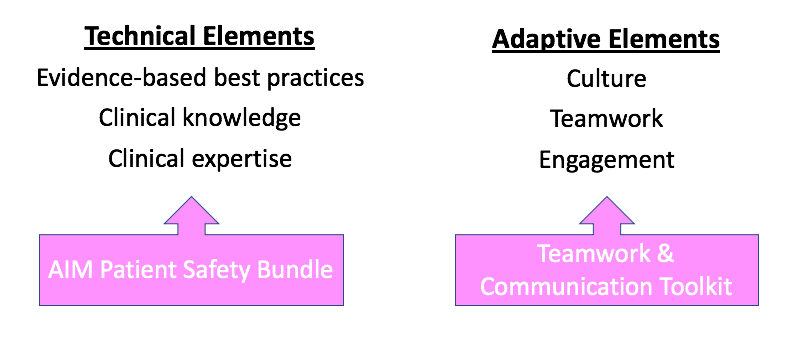 Technical Elements
Evidence-based best practices
Clinical knowledge
Clinical expertise
AIM Patient Safety Bundle
Adaptive Elements
Culture
Teamwork
Engagement
Teamwork &
Communication Toolkit